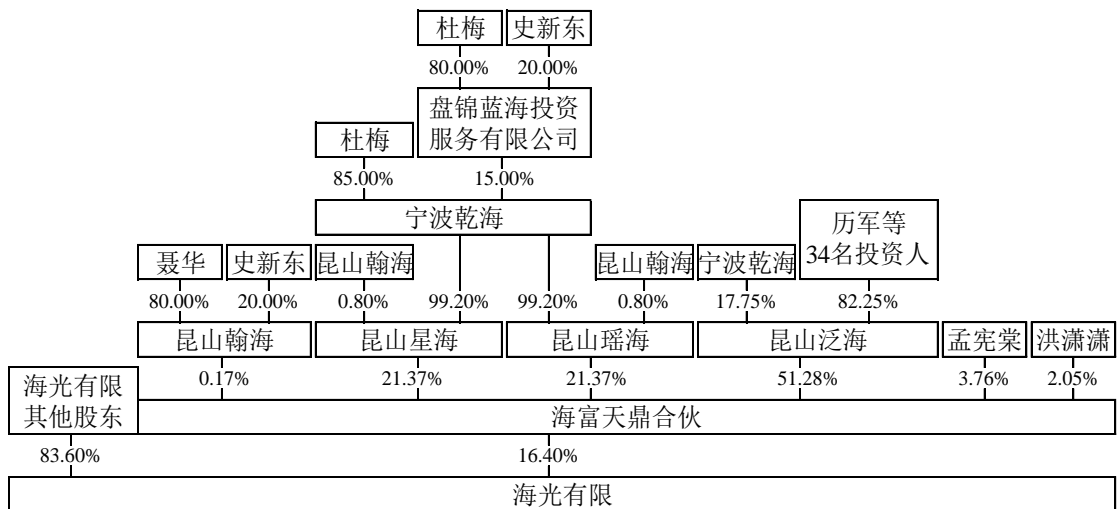 杜梅
史新东
80.00%
20.00%
盘锦蓝海投资
服务有限公司
杜梅
85.00%
15.00%
宁波乾海
历军等
34名投资人
聂华
史新东
昆山翰海
昆山翰海
宁波乾海
80.00%
20.00%
0.80%
99.20%
99.20%
0.80%
17.75%
82.25%
昆山翰海
昆山星海
昆山瑶海
昆山泛海
孟宪棠
洪潇潇
海光有限
其他股东
0.17%
21.37%
21.37%
51.28%
3.76%
2.05%
海富天鼎合伙
83.60%
16.40%
海光有限